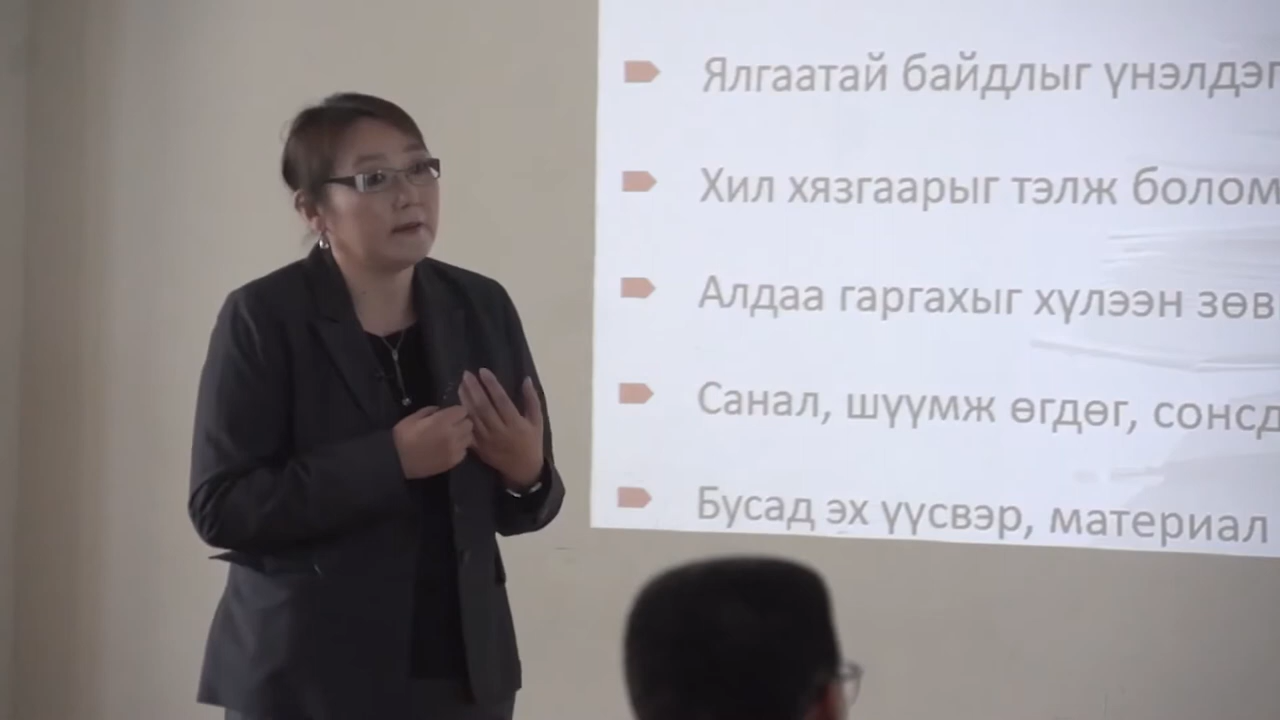 Ялгаатай байдлыг үнэлдэг
Хил хязгаарыг тэлж болом
Алдаа гаргахыг хүлээн зөв
Санал, шүүмж өгдөг, сонсд
Бусад эх үүсвэр, материал